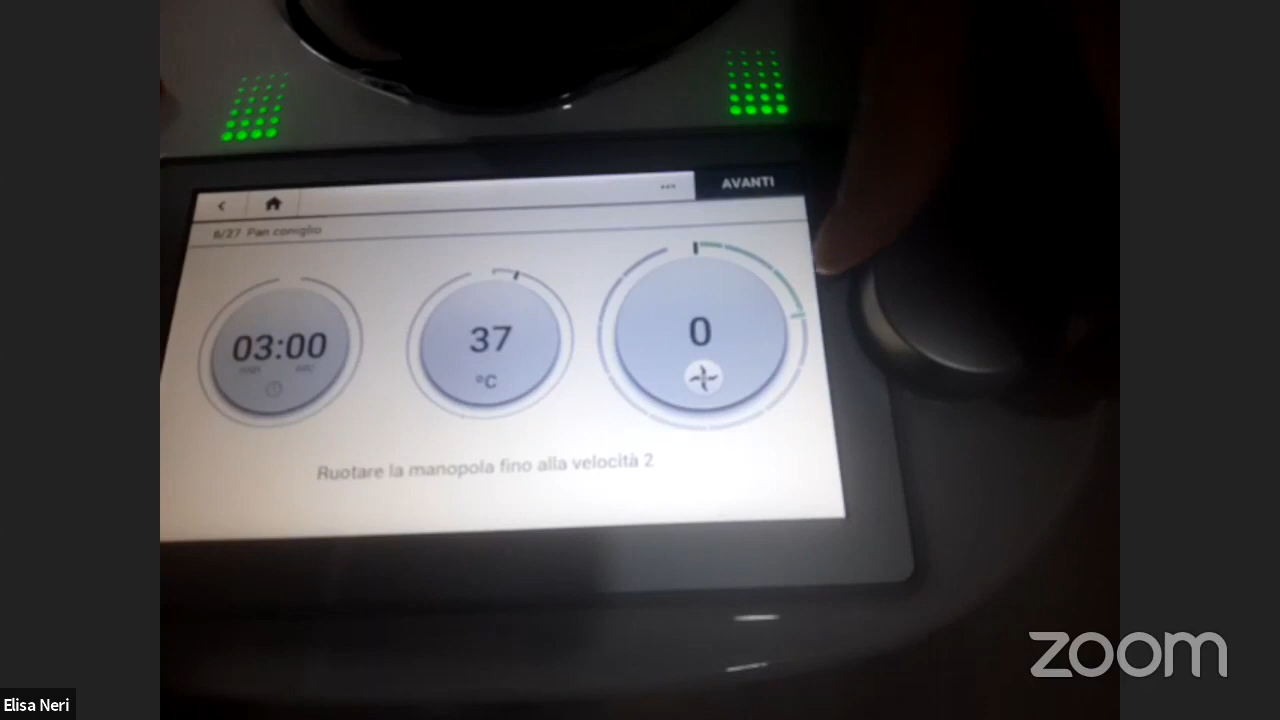 AVANTI
6/27 Pan coniglio
03:00
37
°C
0
Ruotare la manopola fino alla velocità 2
zoom
Elisa Neri